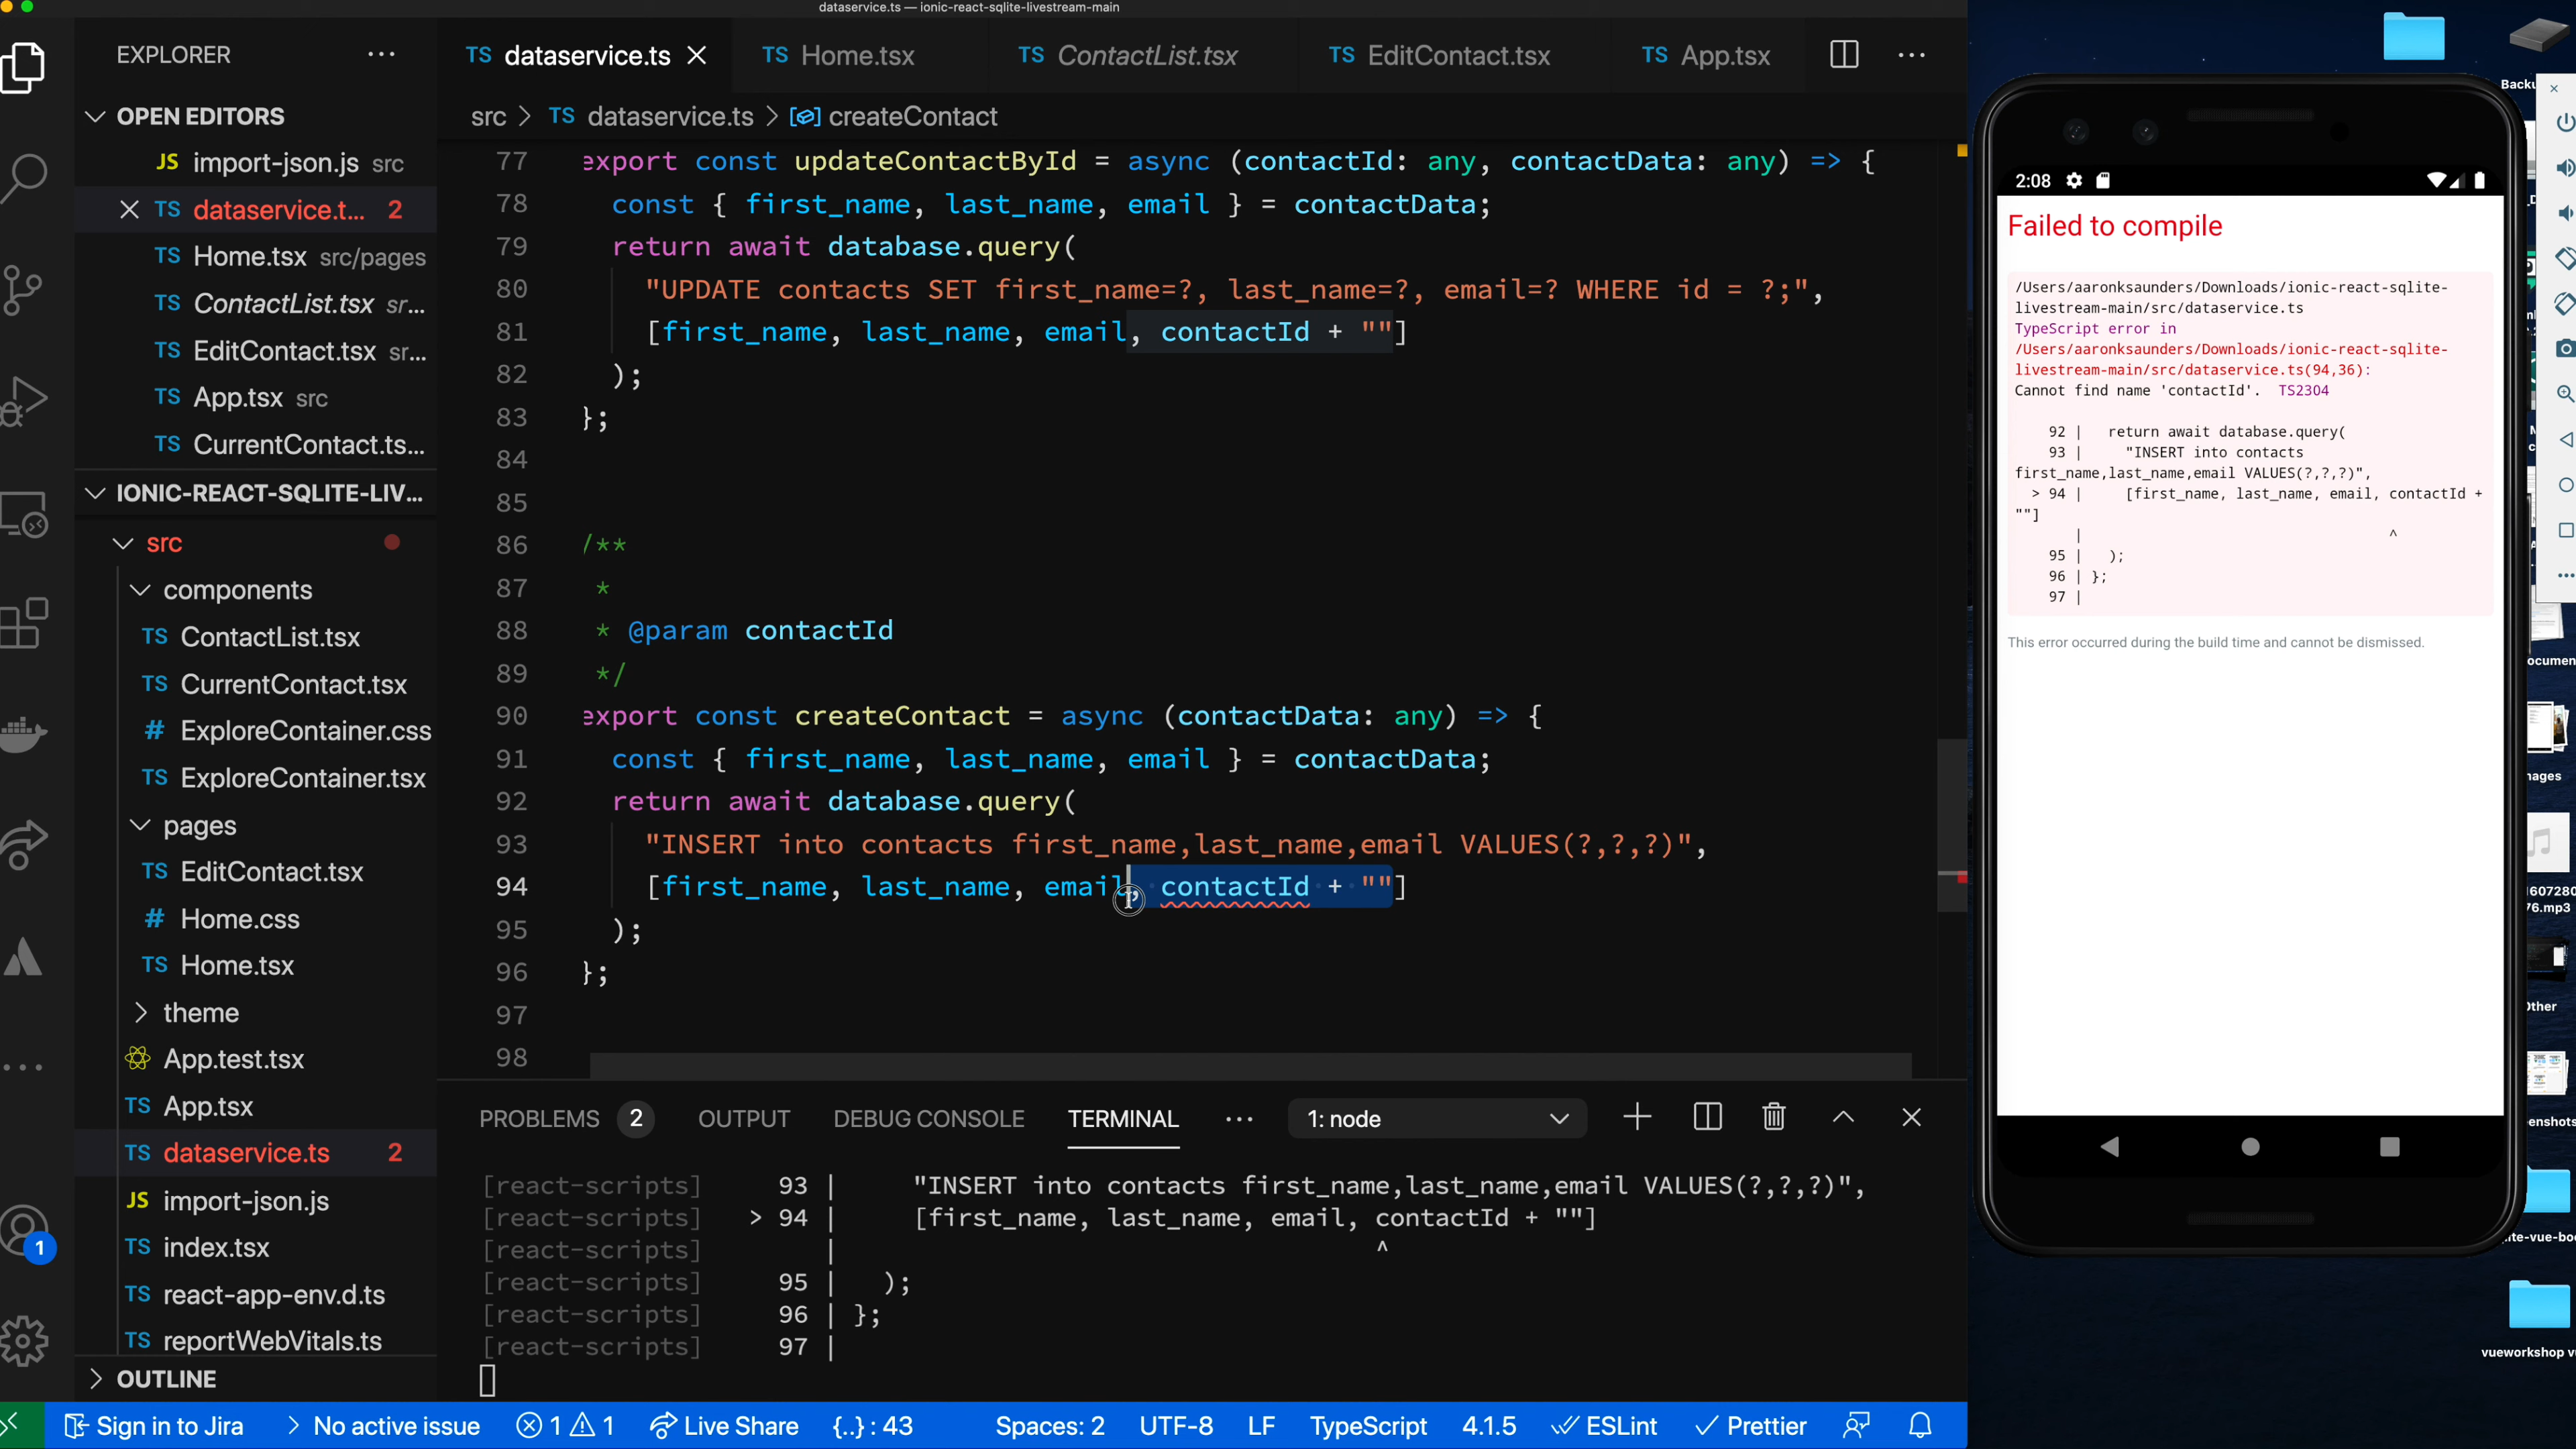 dataservice.ts — ionic-react-sqlite-livestream-main
EXPLORER
OPEN EDITORS
JS import-json.js src
TS dataservice.t... 2
TS Home.tsx src/pages
TS ContactList.tsx sr...
TS EditContact.tsx sr...
TS App.tsx src
TS CurrentContact.ts...
IONIC-REACT-SQLITE-LIV...
src
components
TS ContactList.tsx
TS CurrentContact.tsx
# ExploreContainer.css
TS ExploreContainer.tsx
pages
TS EditContact.tsx
# Home.css
TS Home.tsx
theme
App.test.tsx
TS App.tsx
TS dataservice.ts 2
JS import-json.js
TS index.tsx
TS react-app-env.d.ts
TS reportWebVitals.ts
OUTLINE
1
TS dataservice.ts TS Home.tsx TS ContactList.tsx TS EditContact.tsx TS App.tsx
src > TS dataservice.ts > createContact
77 export const updateContactById = async (contactId: any, contactData: any) => {
78 const { first_name, last_name, email } = contactData;
79 return await database.query(
80 "UPDATE contacts SET first_name=?, last_name=?, email=? WHERE id = ?;",
81 [first_name, last_name, email, contactId + ""]
82 );
83 };
84
85
86 /**
87 *
88 * @param contactId
89 */
90 export const createContact = async (contactData: any) => {
91 const { first_name, last_name, email } = contactData;
92 return await database.query(
93 "INSERT into contacts first_name,last_name,email VALUES(?,?,?)",
94 [first_name, last_name, email, contactId + ""]
95 );
96 };
97
98
PROBLEMS 2 OUTPUT DEBUG CONSOLE TERMINAL 1: node
[react-scripts] 93 | "INSERT into contacts first_name,last_name,email VALUES(?,?,?)",
[react-scripts] > 94 | [first_name, last_name, email, contactId + ""]
[react-scripts] | ^
[react-scripts] 95 | );
[react-scripts] 96 | };
[react-scripts] 97 |
Sign in to Jira > No active issue 1 1 Live Share {..} : 43 Spaces: 2 UTF-8 LF TypeScript 4.1.5 ESLint Prettier
2:08
Failed to compile
/Users/aaronksaunders/Downloads/ionic-react-sqlite-
livestream-main/src/dataservice.ts
TypeScript error in
/Users/aaronksaunders/Downloads/ionic-react-sqlite-
livestream-main/src/dataservice.ts(94,36):
Cannot find name 'contactId'. TS2304
92 | return await database.query(
93 | "INSERT into contacts
first_name,last_name,email VALUES(?,?,?)",
> 94 | [first_name, last_name, email, contactId +
""]
| ^
95 | );
96 | };
97 |
This error occurred during the build time and cannot be dismissed.
vueworkshop